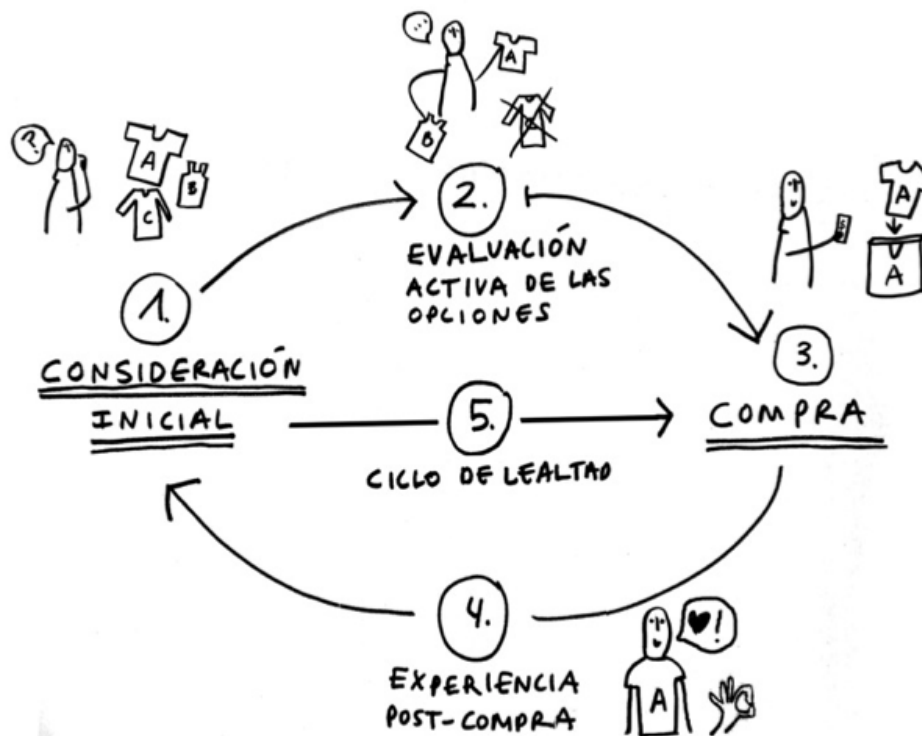 ?
A
B
C
...
A
B
1.
CONSIDERACIÓN
INICIAL
2.
EVALUACIÓN
ACTIVA DE LAS
OPCIONES
A
A
3.
COMPRA
5.
CICLO DE LEALTAD
4.
EXPERIENCIA
POST-COMPRA
!
A